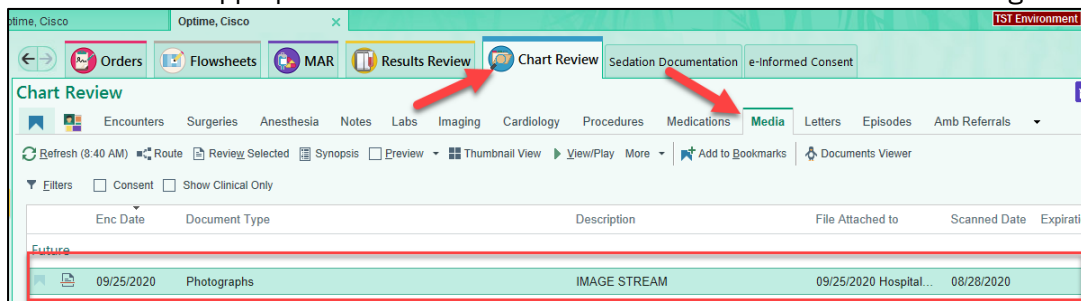 Optime, Cisco Optime, Cisco × TST Environment
Orders Flowsheets MAR Results Review Chart Review Sedation Documentation e-Informed Consent
Chart Review
Encounters Surgeries Anesthesia Notes Labs Imaging Cardiology Procedures Medications Media Letters Episodes Amb Referrals
Refresh (8:40 AM) Route Review Selected Synopsis Preview Thumbnail View View/Play More Add to Bookmarks Documents Viewer
Filters Consent Show Clinical Only
Enc Date Document Type Description File Attached to Scanned Date Expirati
Future
09/25/2020 Photographs IMAGE STREAM 09/25/2020 Hospital... 08/28/2020